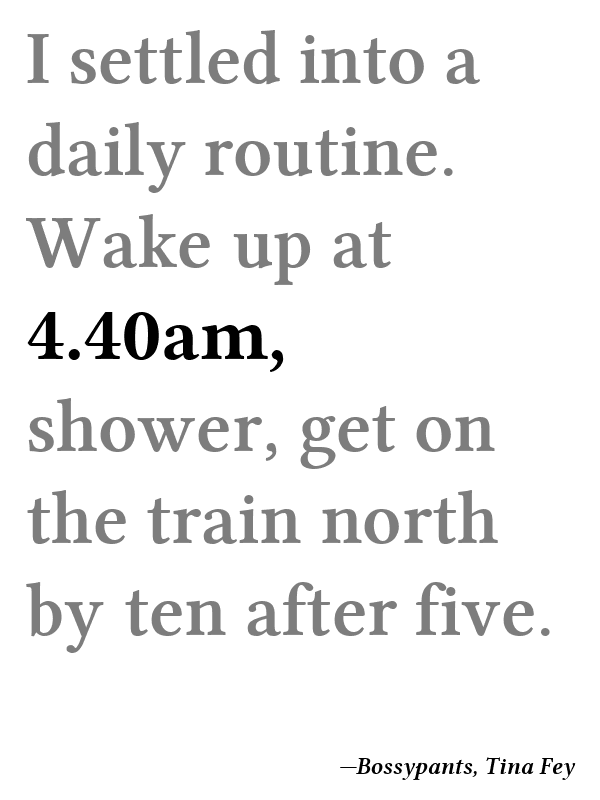 I settled into a
daily routine.
Wake up at
4.40am,
shower, get on
the train north
by ten after five.
—Bossypants, Tina Fey